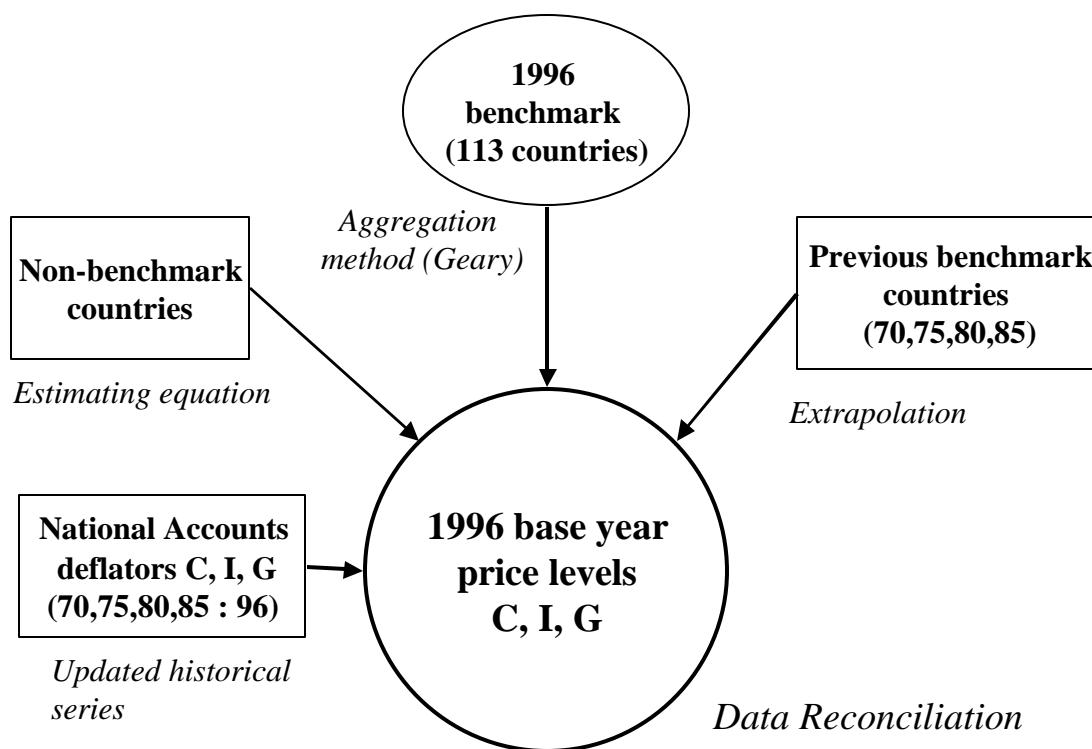 1996
benchmark
(113 countries)
Aggregation
method (Geary)
Non-benchmark
countries
Estimating equation
Previous benchmark
countries
(70,75,80,85)
Extrapolation
National Accounts
deflators C, I, G
(70,75,80,85 : 96)
Updated historical
series
1996 base year
price levels
C, I, G
Data Reconciliation